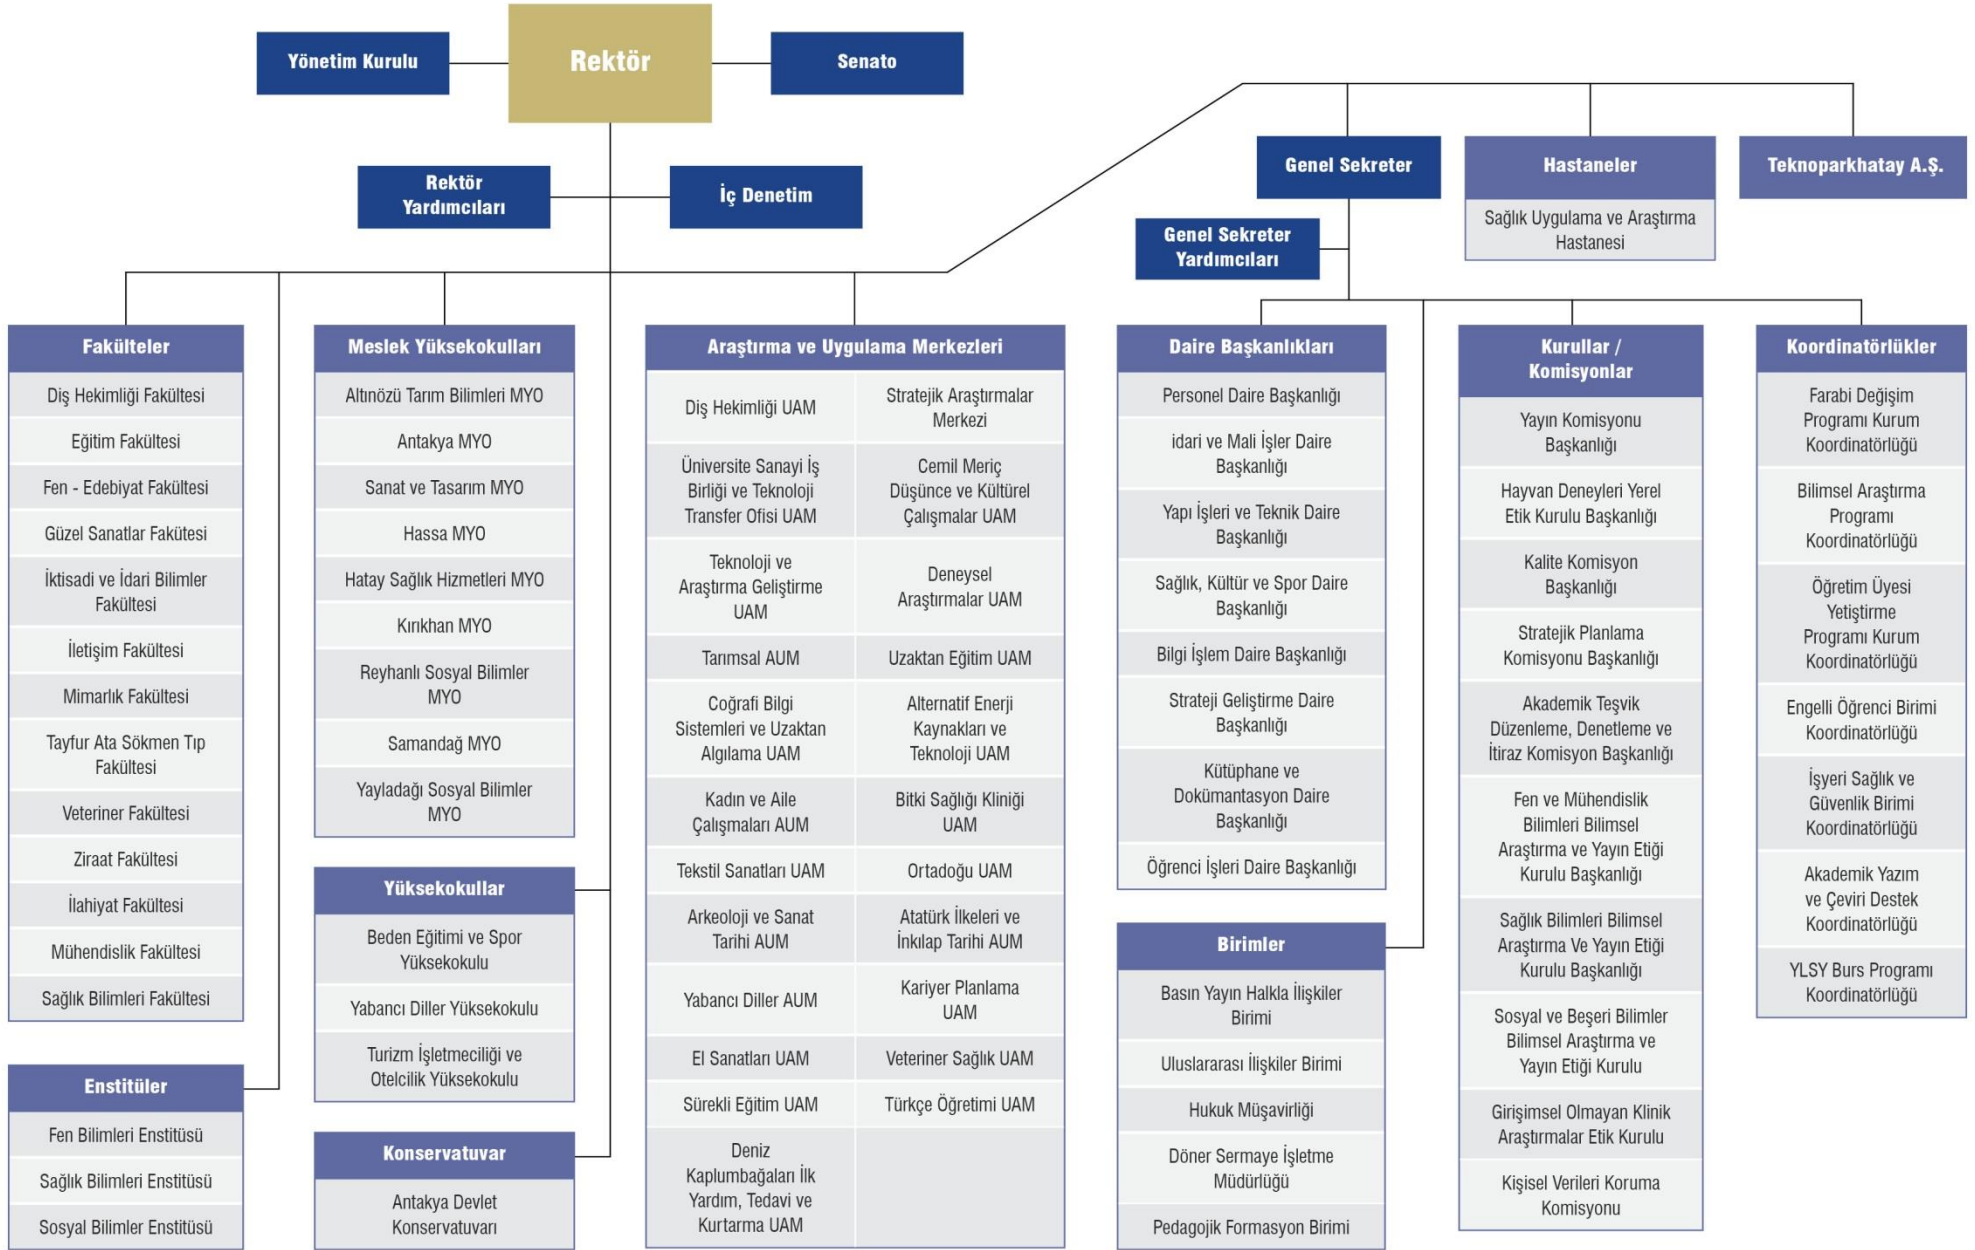 Yönetim Kurulu
Rektör
Senato
Rektör
Yardımcıları
İç Denetim
Genel Sekreter
Hastaneler
Sağlık Uygulama ve Araştırma
Hastanesi
Teknoparkhatay A.Ş.
Genel Sekreter
Yardımcıları
Fakülteler
Diş Hekimliği Fakültesi
Eğitim Fakültesi
Fen - Edebiyat Fakültesi
Güzel Sanatlar Fakütesi
İktisadi ve İdari Bilimler
Fakültesi
İletişim Fakültesi
Mimarlık Fakültesi
Tayfur Ata Sökmen Tıp
Fakültesi
Veteriner Fakültesi
Ziraat Fakültesi
İlahiyat Fakültesi
Mühendislik Fakültesi
Sağlık Bilimleri Fakültesi
Enstitüler
Fen Bilimleri Enstitüsü
Sağlık Bilimleri Enstitüsü
Sosyal Bilimler Enstitüsü
Meslek Yüksekokulları
Altınözü Tarım Bilimleri MYO
Antakya MYO
Sanat ve Tasarım MYO
Hassa MYO
Hatay Sağlık Hizmetleri MYO
Kırıkhan MYO
Reyhanlı Sosyal Bilimler
MYO
Samandağ MYO
Yayladağı Sosyal Bilimler
MYO
Yüksekokullar
Beden Eğitimi ve Spor
Yüksekokulu
Yabancı Diller Yüksekokulu
Turizm İşletmeciliği ve
Otelcilik Yüksekokulu
Konservatuvar
Antakya Devlet
Konservatuvarı
Araştırma ve Uygulama Merkezleri
Diş Hekimliği UAM
Stratejik Araştırmalar
Merkezi
Üniversite Sanayi İş
Birliği ve Teknoloji
Transfer Ofisi UAM
Cemil Meriç
Düşünce ve Kültürel
Çalışmalar UAM
Teknoloji ve
Araştırma Geliştirme
UAM
Deneysel
Araştırmalar UAM
Tarımsal AUM
Uzaktan Eğitim UAM
Coğrafi Bilgi
Sistemleri ve Uzaktan
Algılama UAM
Alternatif Enerji
Kaynakları ve
Teknoloji UAM
Kadın ve Aile
Çalışmaları AUM
Bitki Sağlığı Kliniği
UAM
Tekstil Sanatları UAM
Ortadoğu UAM
Arkeoloji ve Sanat
Tarihi AUM
Atatürk İlkeleri ve
İnkılap Tarihi AUM
Yabancı Diller AUM
Kariyer Planlama
UAM
El Sanatları UAM
Veteriner Sağlık UAM
Sürekli Eğitim UAM
Türkçe Öğretimi UAM
Deniz
Kaplumbağaları İlk
Yardım, Tedavi ve
Kurtarma UAM
Daire Başkanlıkları
Personel Daire Başkanlığı
idari ve Mali İşler Daire
Başkanlığı
Yapı İşleri ve Teknik Daire
Başkanlığı
Sağlık, Kültür ve Spor Daire
Başkanlığı
Bilgi İşlem Daire Başkanlığı
Strateji Geliştirme Daire
Başkanlığı
Kütüphane ve
Dokümantasyon Daire
Başkanlığı
Öğrenci İşleri Daire Başkanlığı
Birimler
Basın Yayın Halkla İlişkiler
Birimi
Uluslararası İlişkiler Birimi
Hukuk Müşavirliği
Döner Sermaye İşletme
Müdürlüğü
Pedagojik Formasyon Birimi
Kurullar /
Komisyonlar
Yayın Komisyonu
Başkanlığı
Hayvan Deneyleri Yerel
Etik Kurulu Başkanlığı
Kalite Komisyon
Başkanlığı
Stratejik Planlama
Komisyonu Başkanlığı
Akademik Teşvik
Düzenleme, Denetleme ve
İtiraz Komisyon Başkanlığı
Fen ve Mühendislik
Bilimleri Bilimsel
Araştırma ve Yayın Etiği
Kurulu Başkanlığı
Sağlık Bilimleri Bilimsel
Araştırma Ve Yayın Etiği
Kurulu Başkanlığı
Sosyal ve Beşeri Bilimler
Bilimsel Araştırma ve
Yayın Etiği Kurulu
Girişimsel Olmayan Klinik
Araştırmalar Etik Kurulu
Kişisel Verileri Koruma
Komisyonu
Koordinatörlükler
Farabi Değişim
Programı Kurum
Koordinatörlüğü
Bilimsel Araştırma
Programı
Koordinatörlüğü
Öğretim Üyesi
Yetiştirme
Programı Kurum
Koordinatörlüğü
Engelli Öğrenci Birimi
Koordinatörlüğü
İşyeri Sağlık ve
Güvenlik Birimi
Koordinatörlüğü
Akademik Yazım
ve Çeviri Destek
Koordinatörlüğü
YLSY Burs Programı
Koordinatörlüğü